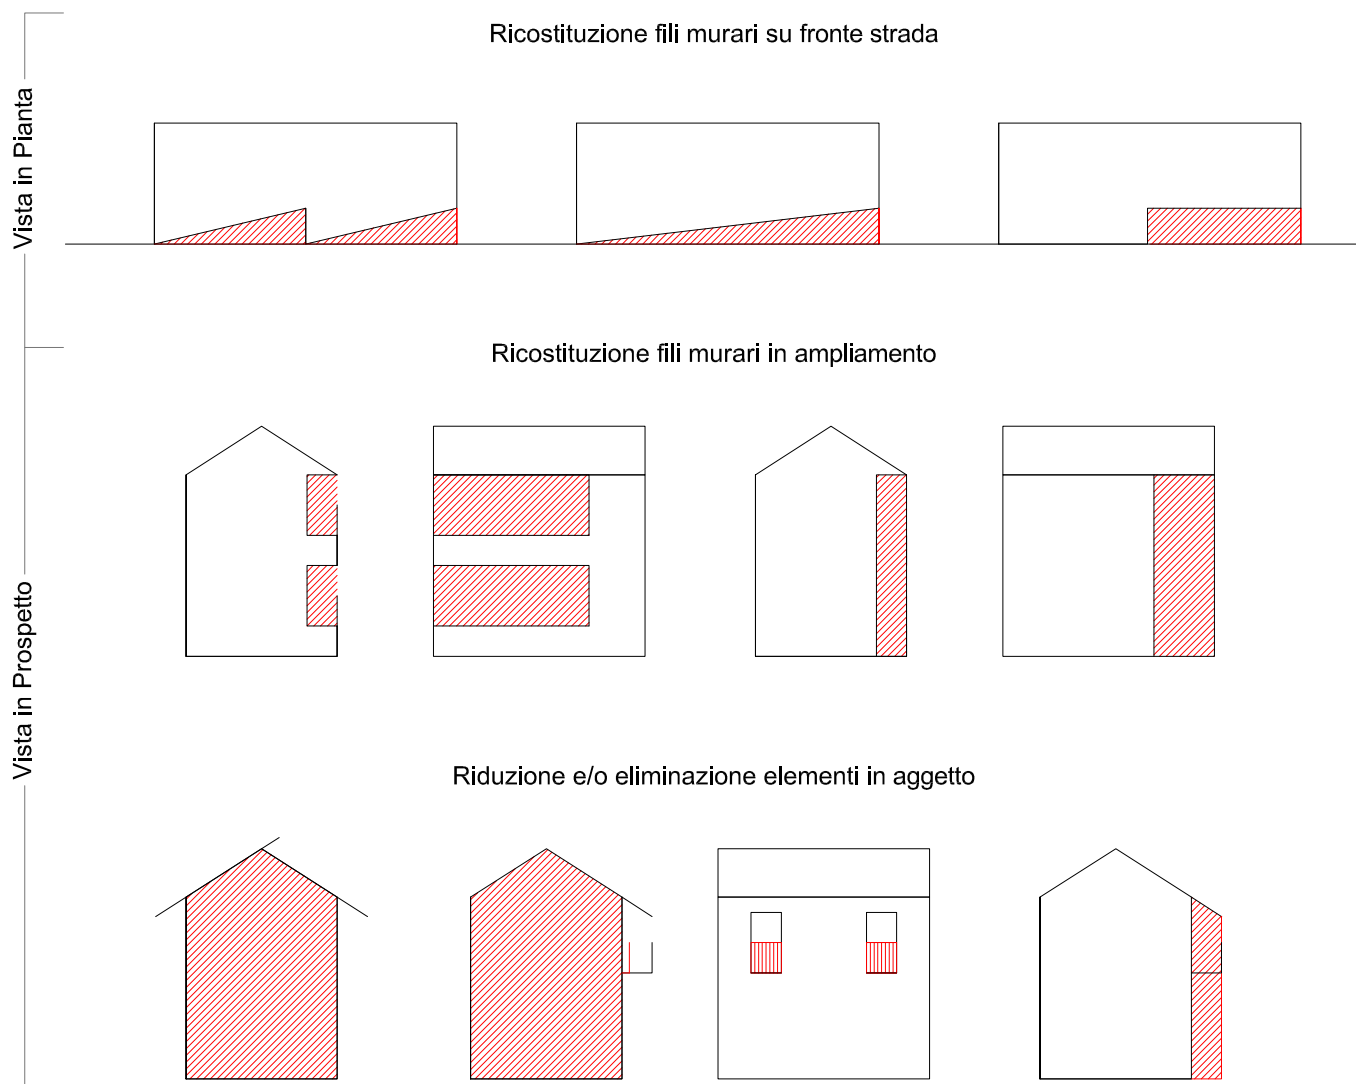 Ricostituzione fili murari su fronte strada
Vista in Pianta
Ricostituzione fili murari in ampliamento
Vista in Prospetto
Riduzione e/o eliminazione elementi in aggetto